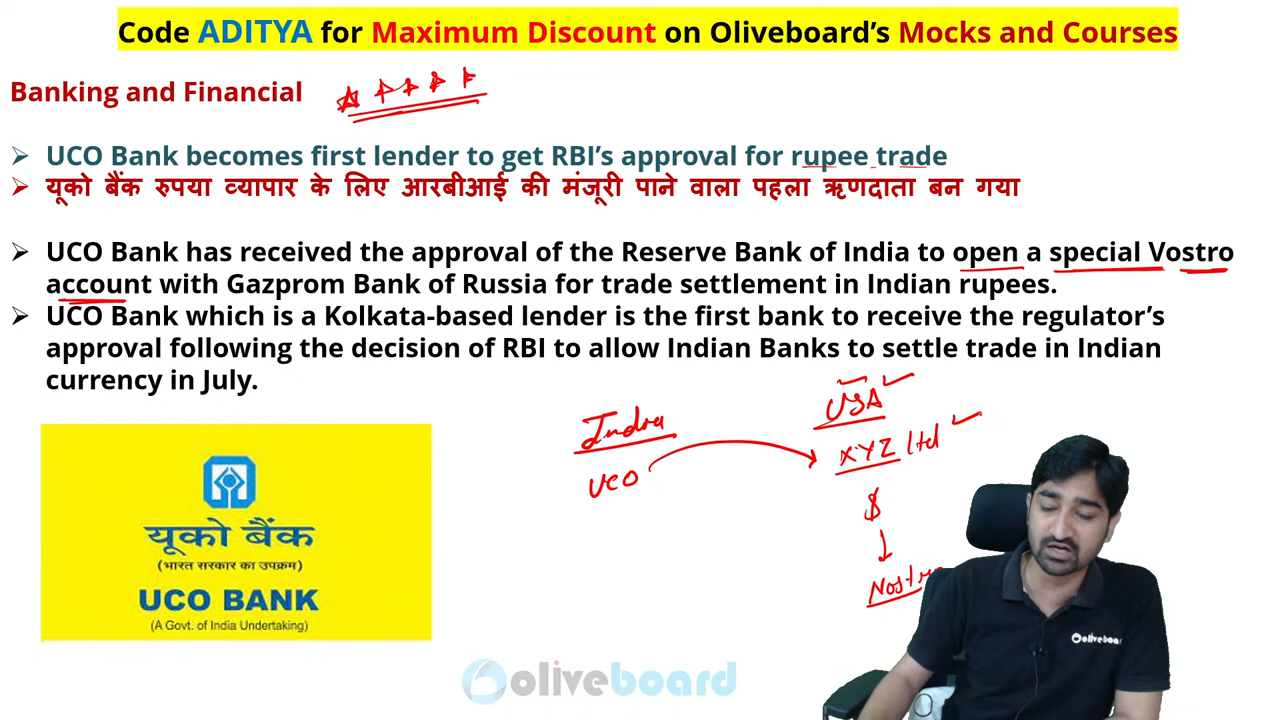 Code ADITYA for Maximum Discount on Oliveboard’s Mocks and Courses
Banking and Financial
UCO Bank becomes first lender to get RBI’s approval for rupee trade
यूको बैंक रुपया व्यापार के लिए आरबीआई की मंजूरी पाने वाला पहला ऋणदाता बन गया
UCO Bank has received the approval of the Reserve Bank of India to open a special Vostro
account with Gazprom Bank of Russia for trade settlement in Indian rupees.
UCO Bank which is a Kolkata-based lender is the first bank to receive the regulator’s
approval following the decision of RBI to allow Indian Banks to settle trade in Indian
currency in July.
India
UCO
USA
XYZ ltd
$
Nostro
यूको बैंक
(भारत सरकार का उपक्रम)
UCO BANK
(A Govt. of India Undertaking)
oliveboard
oliveboard